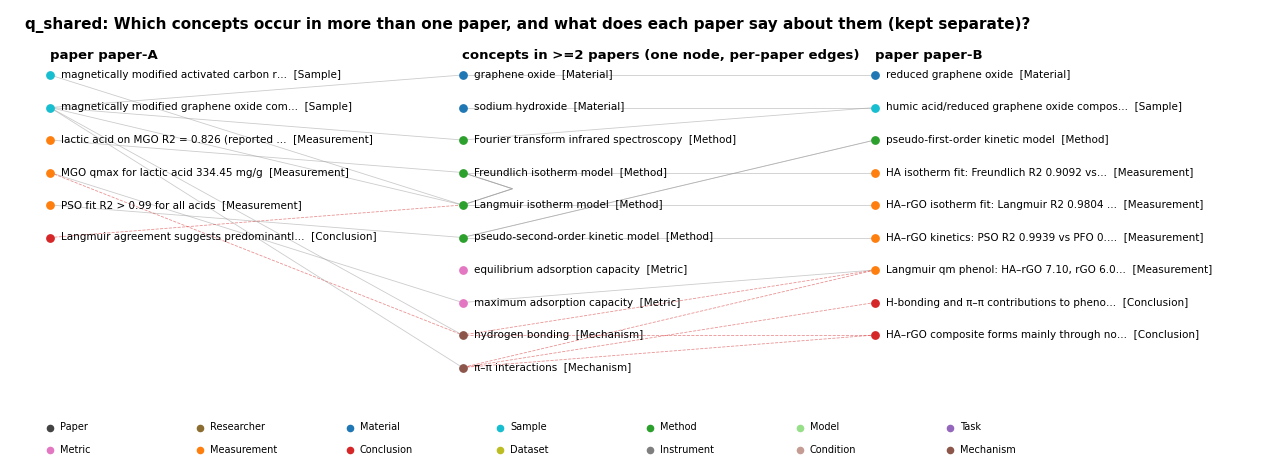 q_shared: Which concepts occur in more than one paper, and what does each paper say about them (kept separate)?
paper paper-A
magnetically modified activated carbon r… [Sample]
magnetically modified graphene oxide com… [Sample]
lactic acid on MGO R2 = 0.826 (reported … [Measurement]
MGO qmax for lactic acid 334.45 mg/g [Measurement]
PSO fit R2 > 0.99 for all acids [Measurement]
Langmuir agreement suggests predominantl… [Conclusion]
concepts in >=2 papers (one node, per-paper edges)
graphene oxide [Material]
sodium hydroxide [Material]
Fourier transform infrared spectroscopy [Method]
Freundlich isotherm model [Method]
Langmuir isotherm model [Method]
pseudo-second-order kinetic model [Method]
equilibrium adsorption capacity [Metric]
maximum adsorption capacity [Metric]
hydrogen bonding [Mechanism]
π–π interactions [Mechanism]
paper paper-B
reduced graphene oxide [Material]
humic acid/reduced graphene oxide compos… [Sample]
pseudo-first-order kinetic model [Method]
HA isotherm fit: Freundlich R2 0.9092 vs… [Measurement]
HA–rGO isotherm fit: Langmuir R2 0.9804 … [Measurement]
HA–rGO kinetics: PSO R2 0.9939 vs PFO 0.… [Measurement]
Langmuir qm phenol: HA–rGO 7.10, rGO 6.0… [Measurement]
H-bonding and π–π contributions to pheno… [Conclusion]
HA–rGO composite forms mainly through no… [Conclusion]
Paper Researcher Material Sample Method Model Task
Metric Measurement Conclusion Dataset Instrument Condition Mechanism